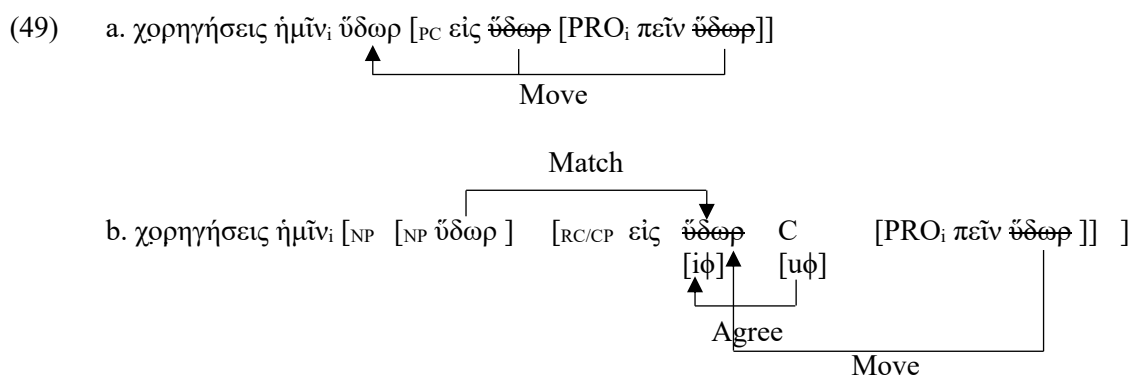 (49) a. χορηγήσεις ἡμῖνᵢ ὕδωρ [PC εἰς ὕδωρ [PROᵢ πεῖν ὕδωρ]]
Move
Match
b. χορηγήσεις ἡμῖνᵢ [NP [NP ὕδωρ ] [RC/CP εἰς ὕδωρ C [PROᵢ πεῖν ὕδωρ ]] ]
[iϕ] [uϕ]
Agree
Move